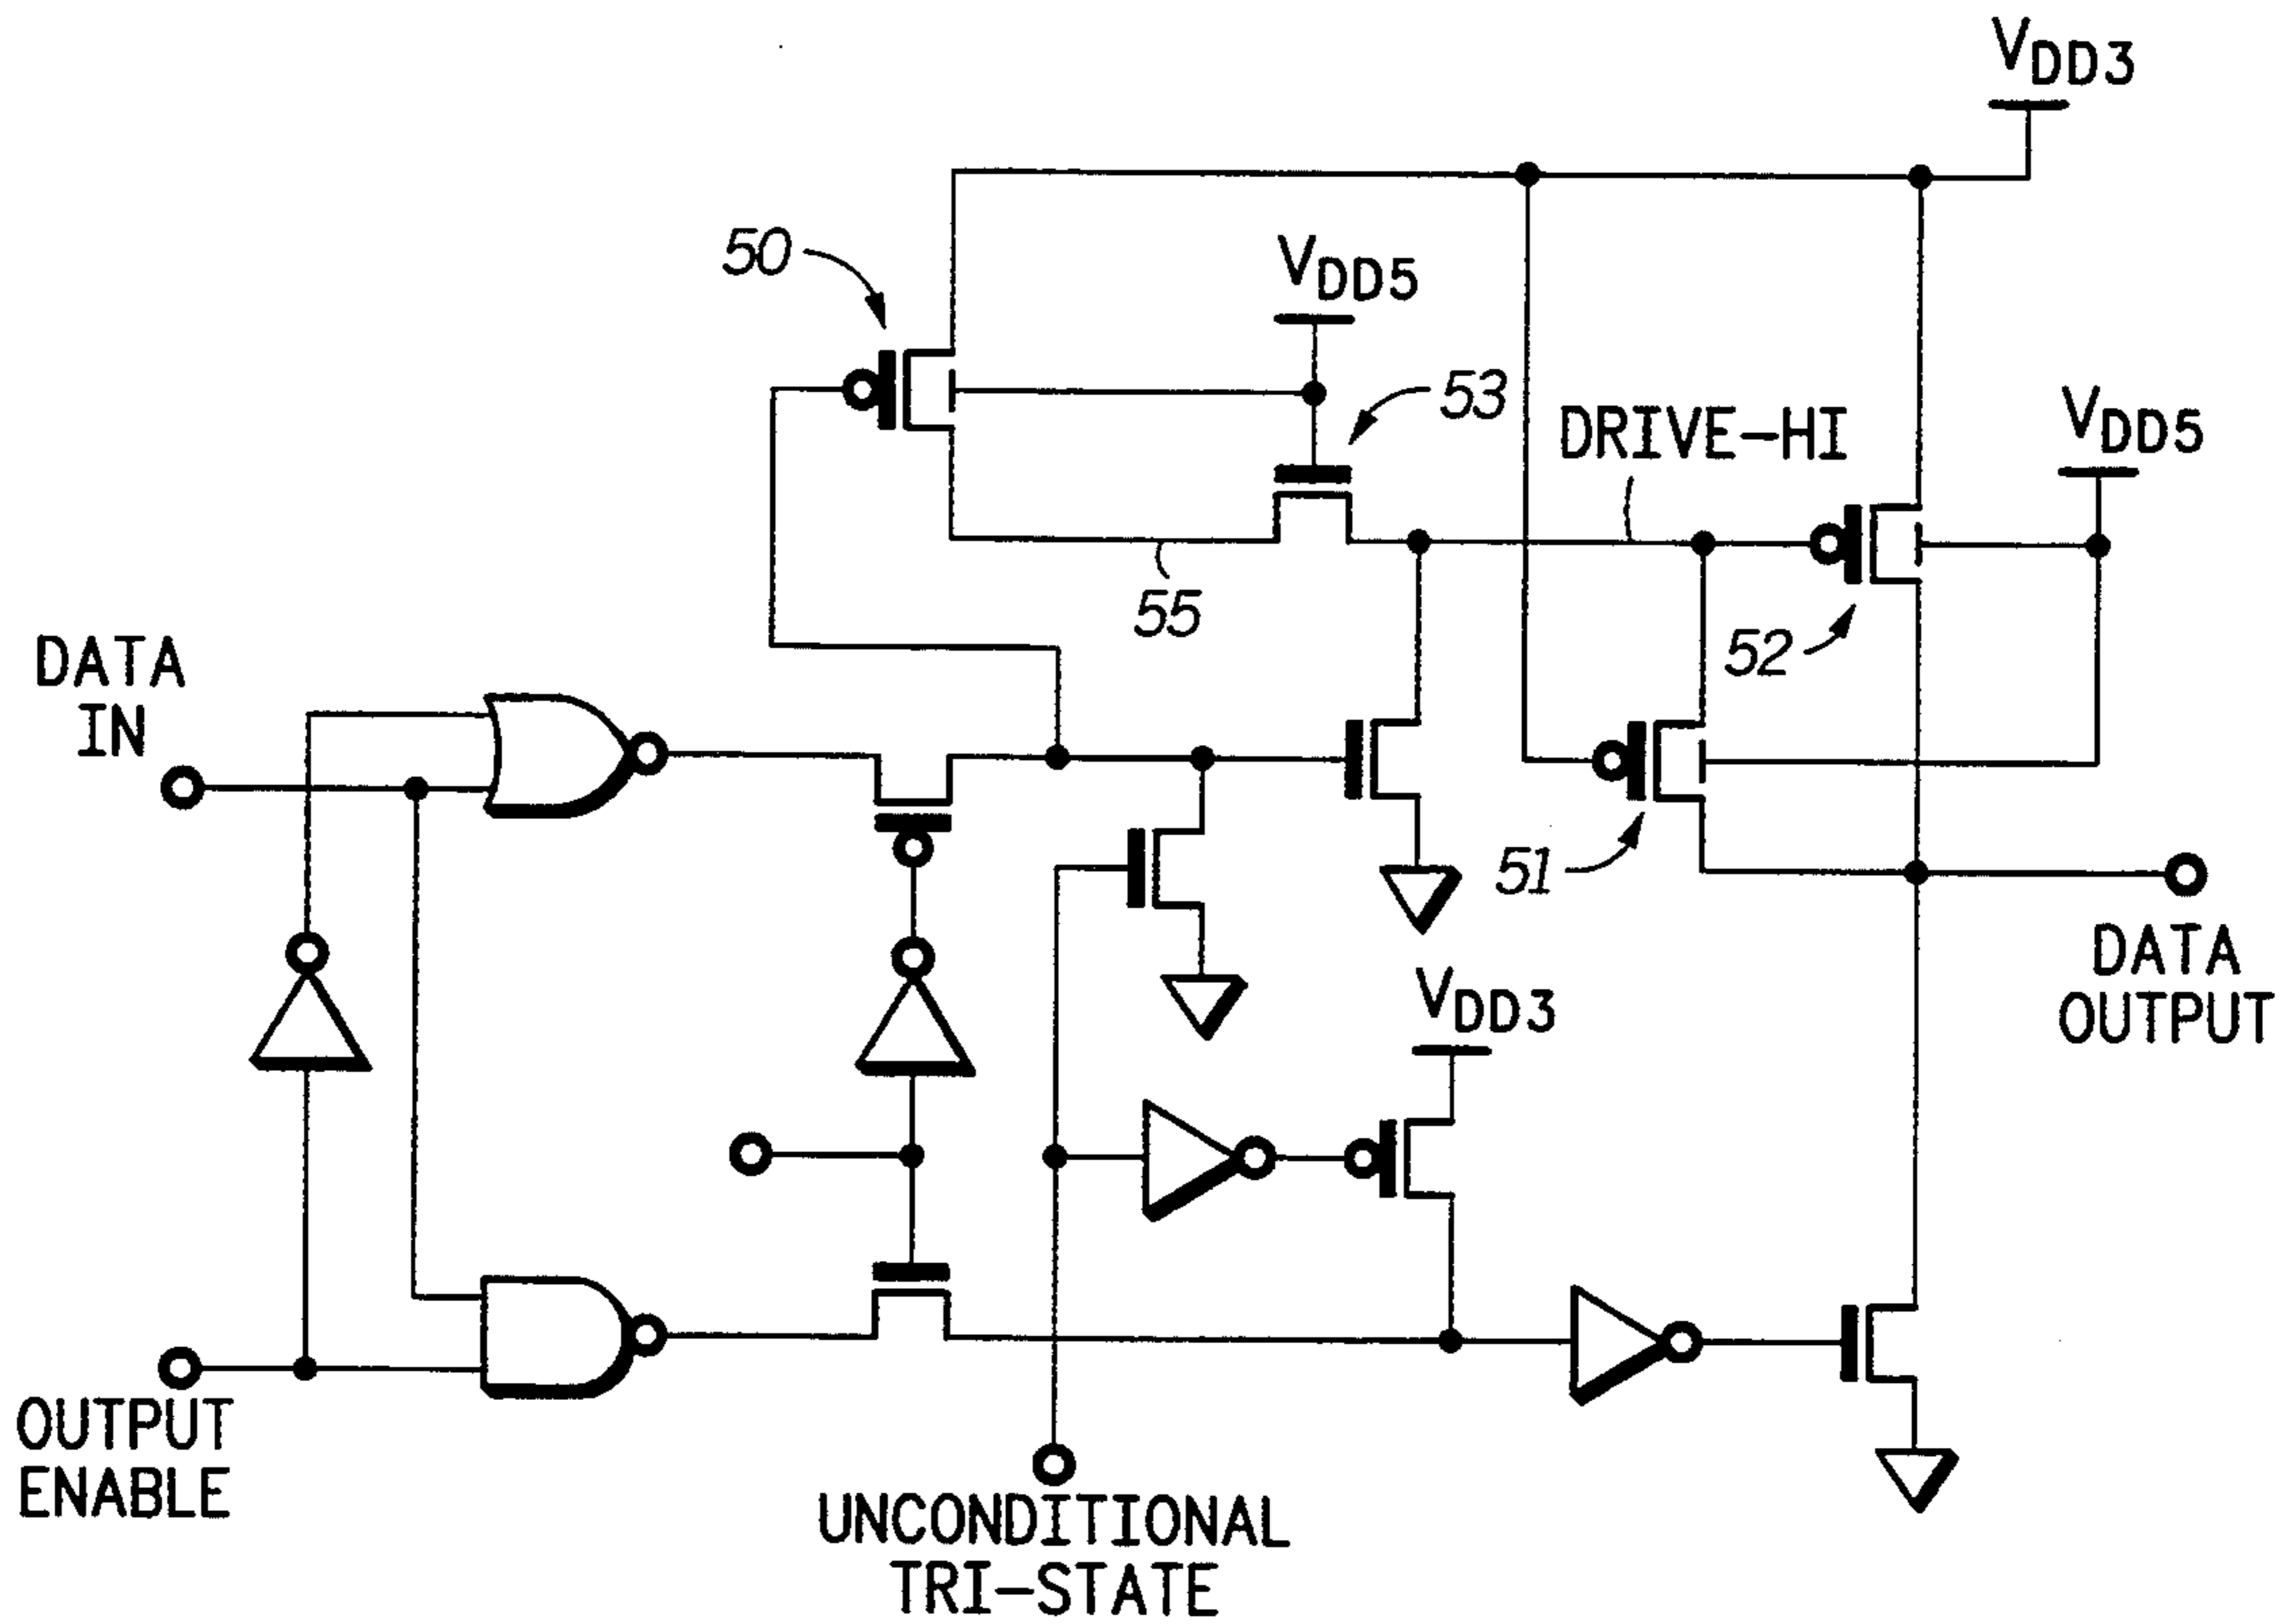 VDD3
50
VDD5
53
DRIVE-HI
VDD5
55
52
DATA
IN
51
DATA
OUTPUT
VDD3
OUTPUT
ENABLE
UNCONDITIONAL
TRI-STATE